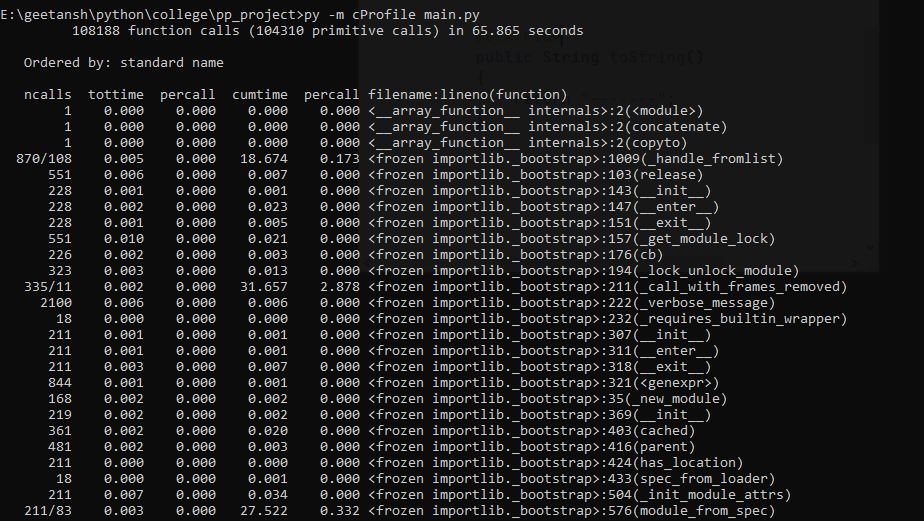 E:\geetansh\python\college\pp_project>py -m cProfile main.py
108188 function calls (104310 primitive calls) in 65.865 seconds
public String toString()
{
Ordered by: standard name
ncalls tottime percall cumtime percall filename:lineno(function)
1 0.000 0.000 0.000 0.000 <__array_function__ internals>:2(<module>)
1 0.000 0.000 0.000 0.000 <__array_function__ internals>:2(concatenate)
1 0.000 0.000 0.000 0.000 <__array_function__ internals>:2(copyto)
870/108 0.005 0.000 18.674 0.173 <frozen importlib._bootstrap>:1009(_handle_fromlist)
551 0.006 0.000 0.007 0.000 <frozen importlib._bootstrap>:103(release)
228 0.001 0.000 0.001 0.000 <frozen importlib._bootstrap>:143(__init__)
228 0.002 0.000 0.023 0.000 <frozen importlib._bootstrap>:147(__enter__)
228 0.001 0.000 0.005 0.000 <frozen importlib._bootstrap>:151(__exit__)
551 0.010 0.000 0.021 0.000 <frozen importlib._bootstrap>:157(_get_module_lock)
226 0.002 0.000 0.003 0.000 <frozen importlib._bootstrap>:176(cb)
323 0.003 0.000 0.013 0.000 <frozen importlib._bootstrap>:194(_lock_unlock_module)
335/11 0.002 0.000 31.657 2.878 <frozen importlib._bootstrap>:211(_call_with_frames_removed)
2100 0.006 0.000 0.006 0.000 <frozen importlib._bootstrap>:222(_verbose_message)
18 0.000 0.000 0.000 0.000 <frozen importlib._bootstrap>:232(_requires_builtin_wrapper)
211 0.001 0.000 0.001 0.000 <frozen importlib._bootstrap>:307(__init__)
211 0.001 0.000 0.001 0.000 <frozen importlib._bootstrap>:311(__enter__)
211 0.003 0.000 0.007 0.000 <frozen importlib._bootstrap>:318(__exit__)
844 0.001 0.000 0.001 0.000 <frozen importlib._bootstrap>:321(<genexpr>)
168 0.002 0.000 0.002 0.000 <frozen importlib._bootstrap>:35(_new_module)
219 0.002 0.000 0.002 0.000 <frozen importlib._bootstrap>:369(__init__)
361 0.002 0.000 0.020 0.000 <frozen importlib._bootstrap>:403(cached)
481 0.002 0.000 0.003 0.000 <frozen importlib._bootstrap>:416(parent)
211 0.000 0.000 0.000 0.000 <frozen importlib._bootstrap>:424(has_location)
18 0.000 0.000 0.001 0.000 <frozen importlib._bootstrap>:433(spec_from_loader)
211 0.007 0.000 0.034 0.000 <frozen importlib._bootstrap>:504(_init_module_attrs)
211/83 0.003 0.000 27.522 0.332 <frozen importlib._bootstrap>:576(module_from_spec)